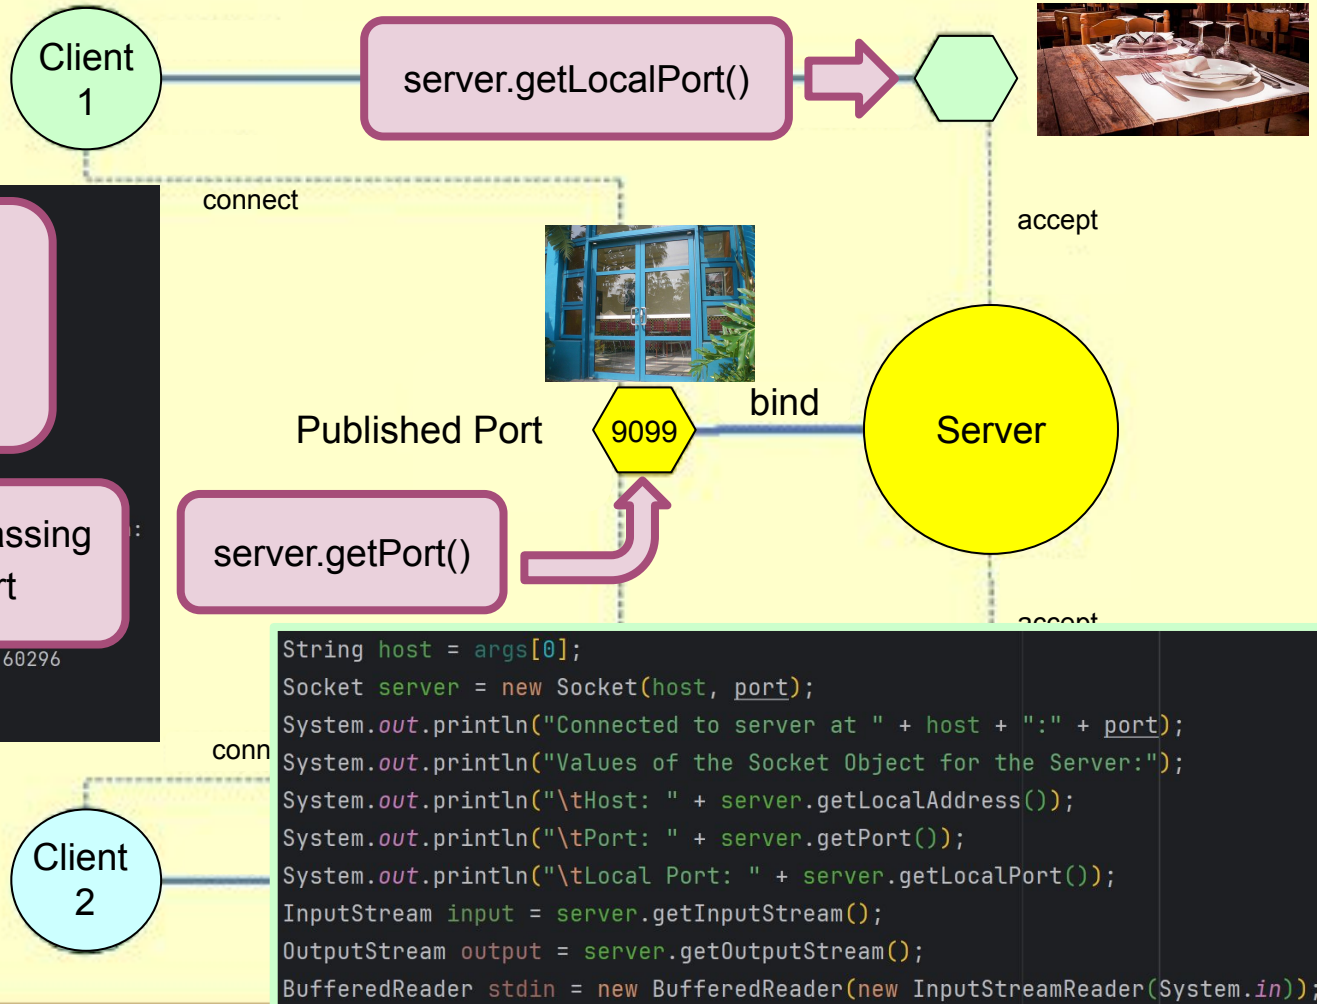 Client
1
server.getLocalPort()
connect
accept
bind
Published Port
9099
Server
server.getPort()
:
rt
60296
accept
conn
Client
2
String host = args[0];
Socket server = new Socket(host, port);
System.out.println("Connected to server at " + host + ":" + port);
System.out.println("Values of the Socket Object for the Server:");
System.out.println("\tHost: " + server.getLocalAddress());
System.out.println("\tPort: " + server.getPort());
System.out.println("\tLocal Port: " + server.getLocalPort());
InputStream input = server.getInputStream();
OutputStream output = server.getOutputStream();
BufferedReader stdin = new BufferedReader(new InputStreamReader(System.in));